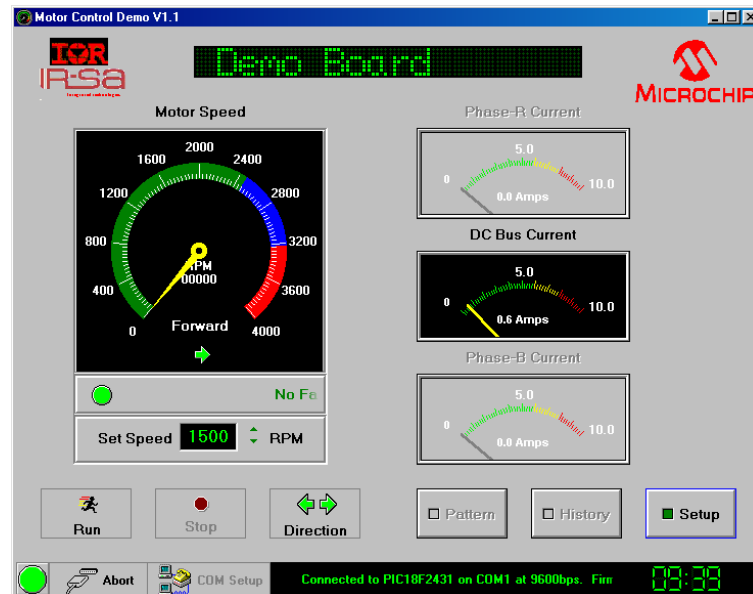 Motor Control Demo V1.1
IOR
IR-sa
Demo Board
MICROCHIP
Motor Speed
0
400
800
1200
1600
2000
2400
2800
3200
3600
4000
RPM
00000
Forward
No Fa
Set Speed 1500 RPM
Phase-R Current
0 5.0 10.0
0.0 Amps
DC Bus Current
0 5.0 10.0
0.6 Amps
Phase-B Current
0 5.0 10.0
0.0 Amps
Run
Stop
Direction
Pattern
History
Setup
Abort
COM Setup
Connected to PIC18F2431 on COM1 at 9600bps. Firm
09:39